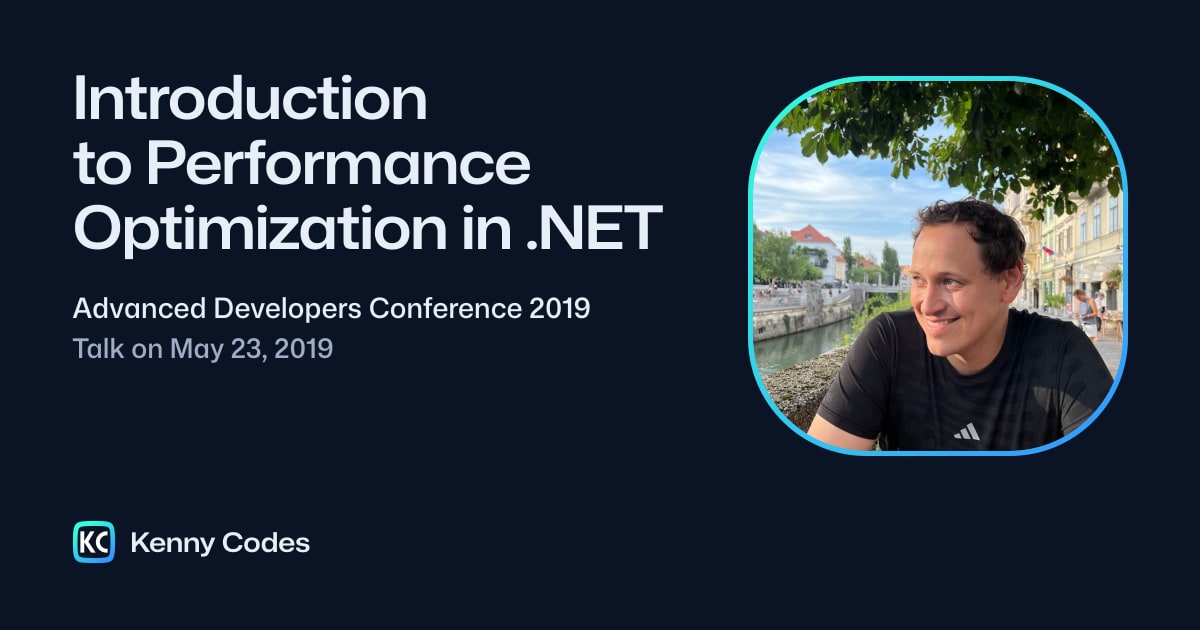 Introduction
to Performance
Optimization in .NET
Advanced Developers Conference 2019
Talk on May 23, 2019
KC Kenny Codes